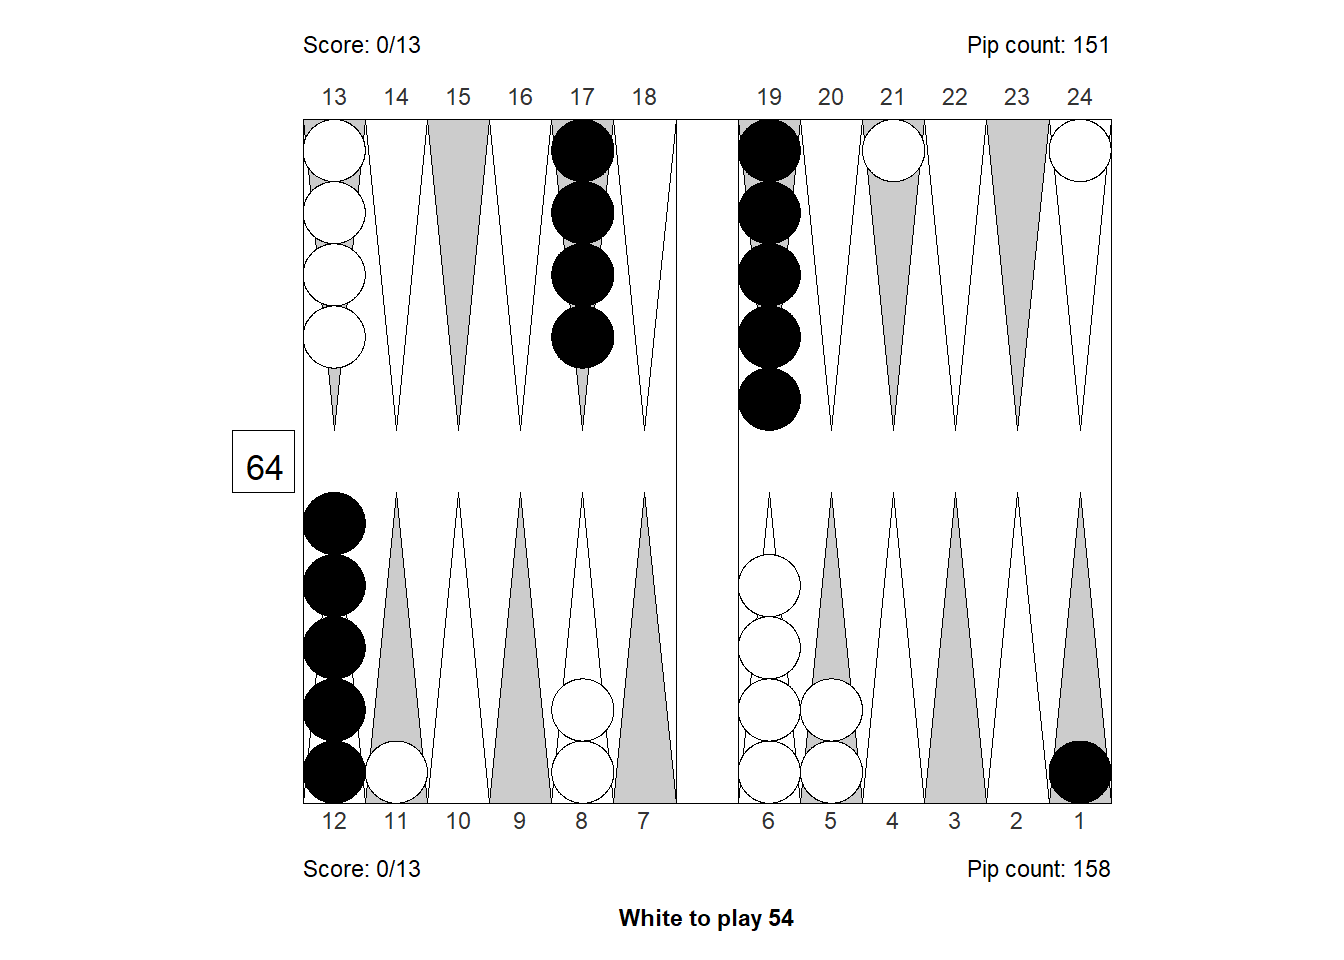 Score: 0/13 Pip count: 151
13 14 15 16 17 18 19 20 21 22 23 24
64
12 11 10 9 8 7 6 5 4 3 2 1
Score: 0/13 Pip count: 158
White to play 54